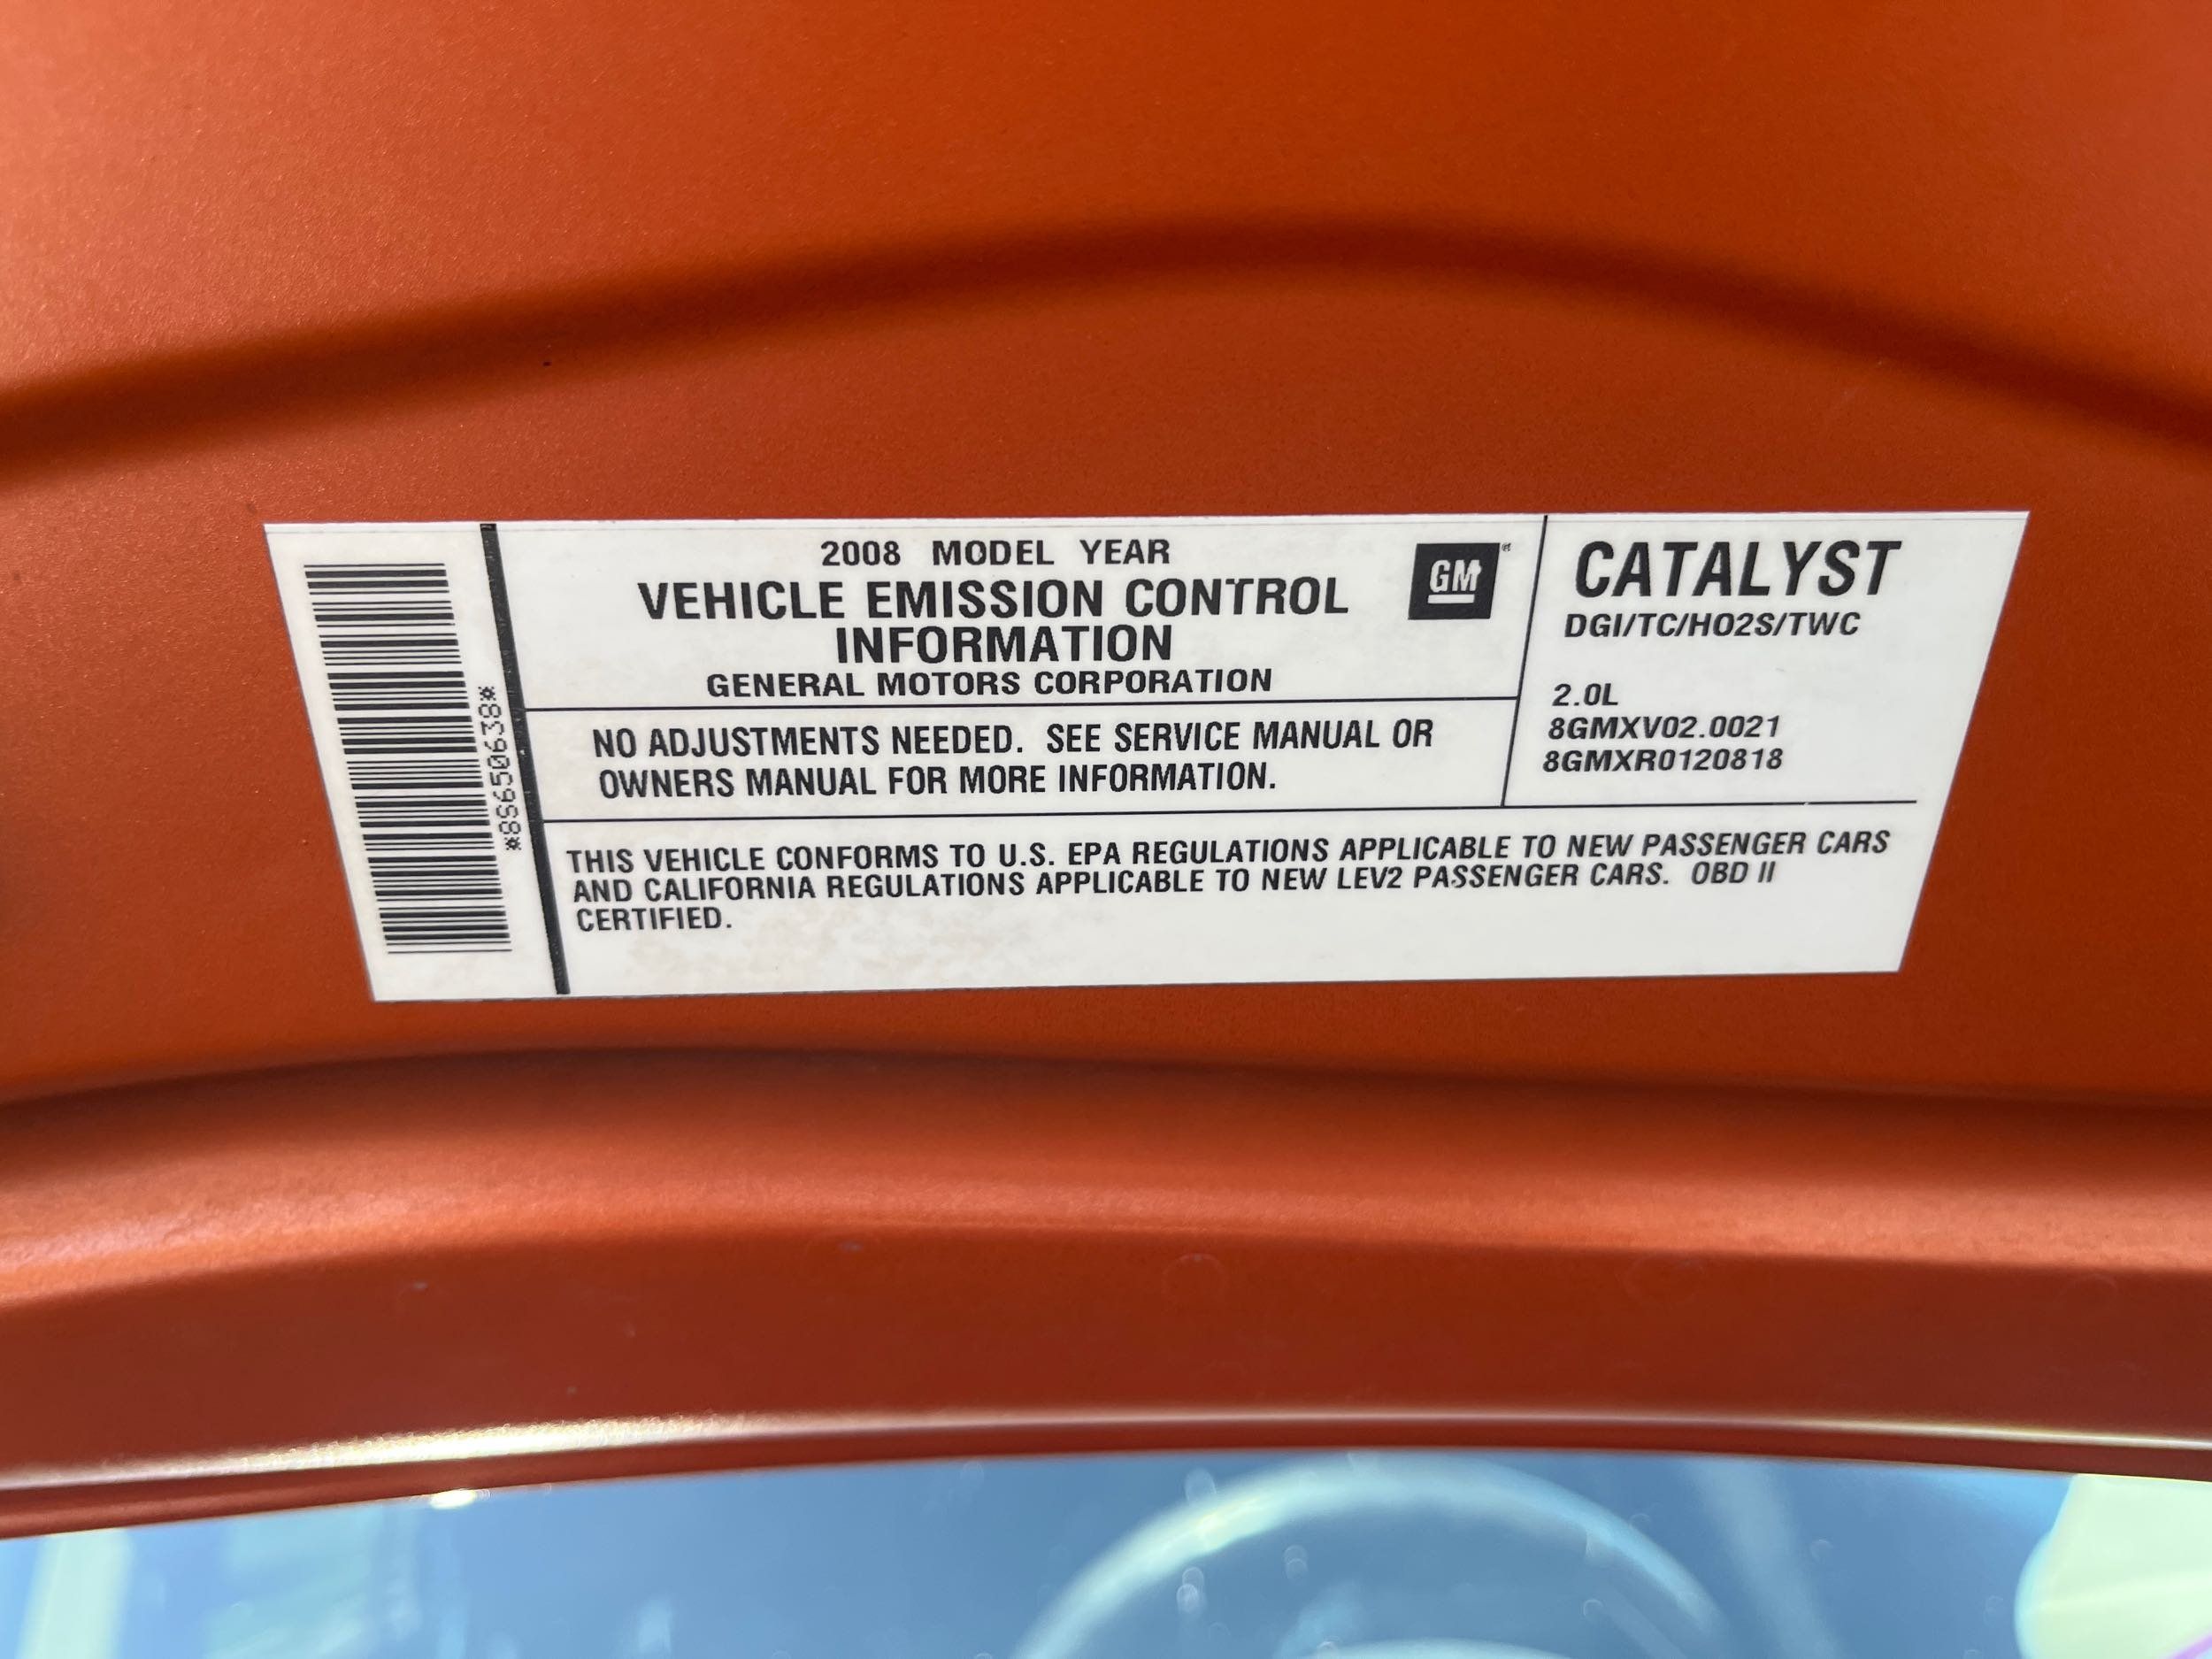 *8S650638*
2008 MODEL YEAR
VEHICLE EMISSION CONTROL
INFORMATION
GENERAL MOTORS CORPORATION
GM
NO ADJUSTMENTS NEEDED. SEE SERVICE MANUAL OR
OWNERS MANUAL FOR MORE INFORMATION.
CATALYST
DGI/TC/HO2S/TWC
2.0L
8GMXV02.0021
8GMXR0120818
THIS VEHICLE CONFORMS TO U.S. EPA REGULATIONS APPLICABLE TO NEW PASSENGER CARS
AND CALIFORNIA REGULATIONS APPLICABLE TO NEW LEV2 PASSENGER CARS. OBD II
CERTIFIED.